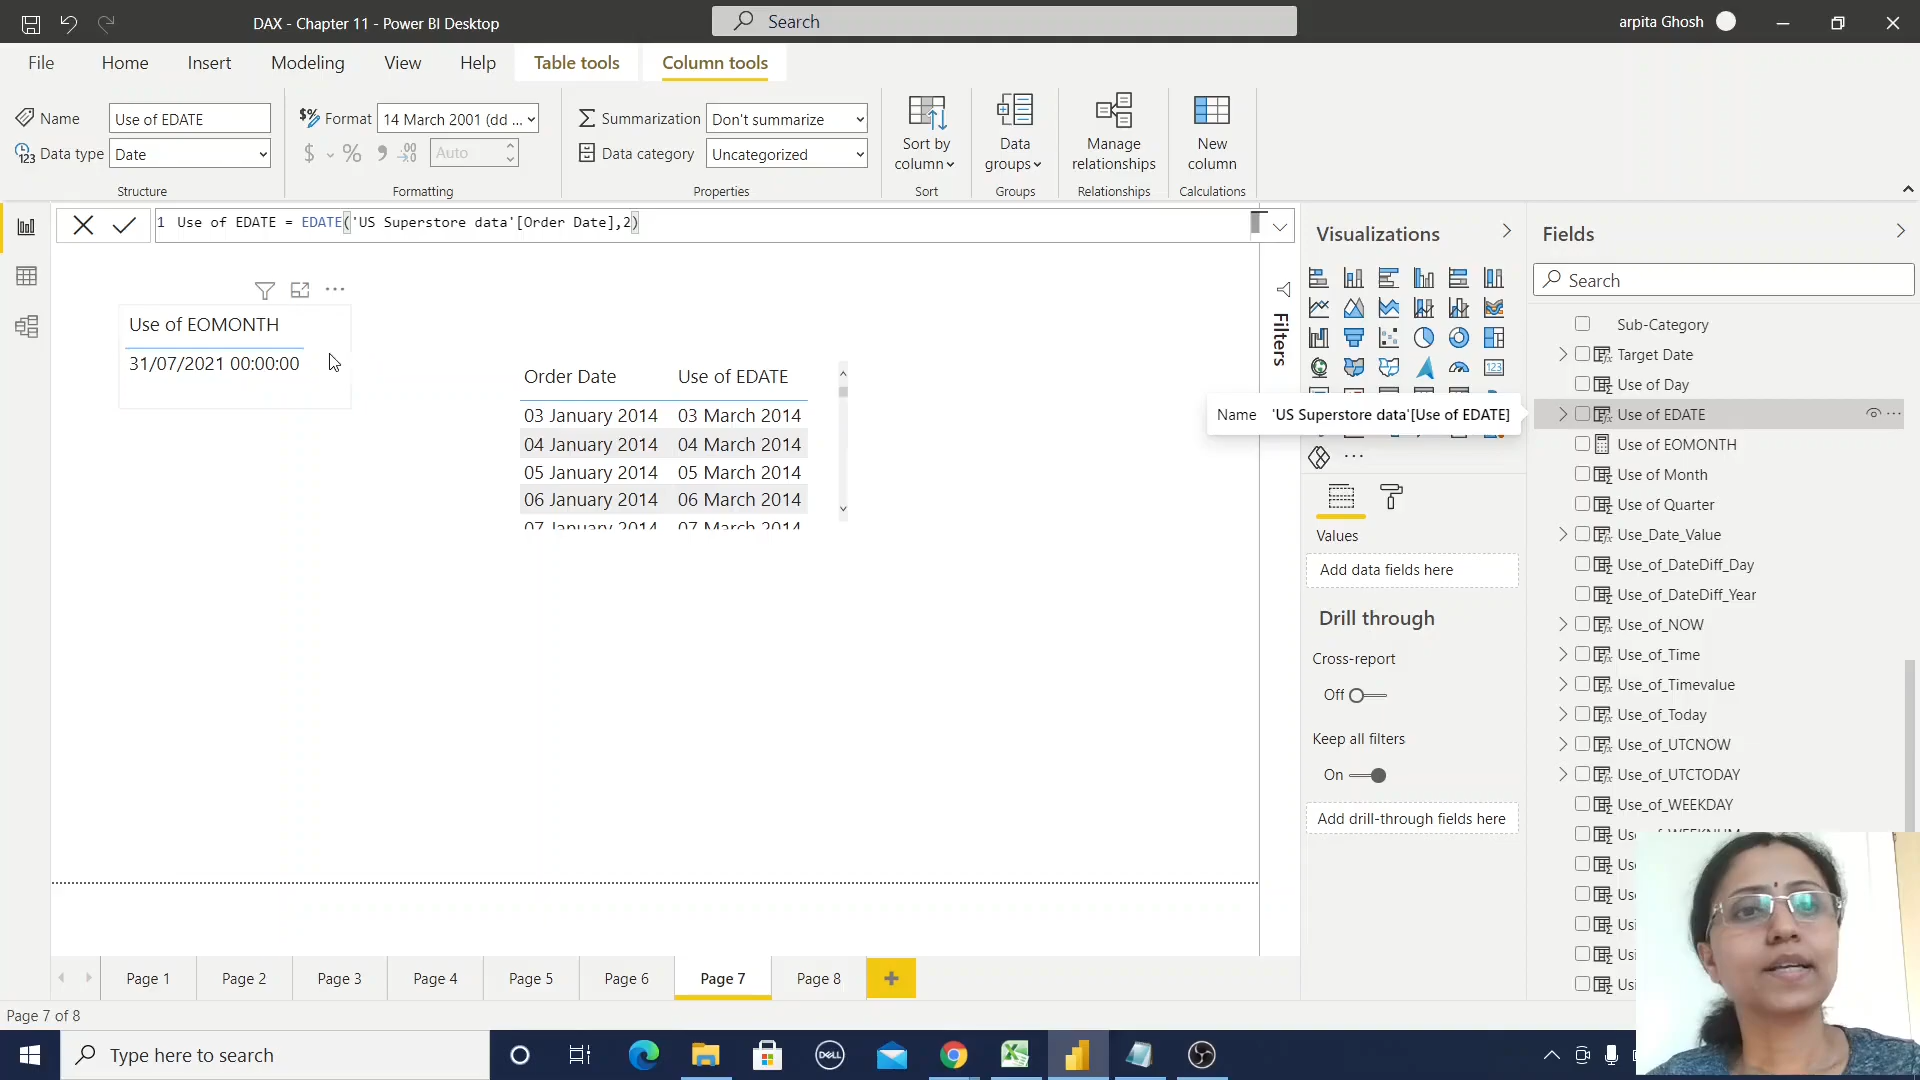 DAX - Chapter 11 - Power BI Desktop
Search
arpita Ghosh
File Home Insert Modeling View Help Table tools Column tools
Name Use of EDATE
Format 14 March 2001 (dd ...
Summarization Don't summarize
Data type Date
$ % Auto
Data category Uncategorized
Sort by column
Data groups
Manage relationships
New column
Structure Formatting Properties Sort Groups Relationships Calculations
1 Use of EDATE = EDATE('US Superstore data'[Order Date],2)
Use of EOMONTH
31/07/2021 00:00:00
Order Date Use of EDATE
03 January 2014 03 March 2014
04 January 2014 04 March 2014
05 January 2014 05 March 2014
06 January 2014 06 March 2014
07 January 2014 07 March 2014
Filters
Visualizations
Name 'US Superstore data'[Use of EDATE]
Values
Add data fields here
Drill through
Cross-report
Off
Keep all filters
On
Add drill-through fields here
Fields
Search
Sub-Category
Target Date
Use of Day
Use of EDATE
Use of EOMONTH
Use of Month
Use of Quarter
Use_Date_Value
Use_of_DateDiff_Day
Use_of_DateDiff_Year
Use_of_NOW
Use_of_Time
Use_of_Timevalue
Use_of_Today
Use_of_UTCNOW
Use_of_UTCTODAY
Use_of_WEEKDAY
Page 1 Page 2 Page 3 Page 4 Page 5 Page 6 Page 7 Page 8
Page 7 of 8
Type here to search
DELL